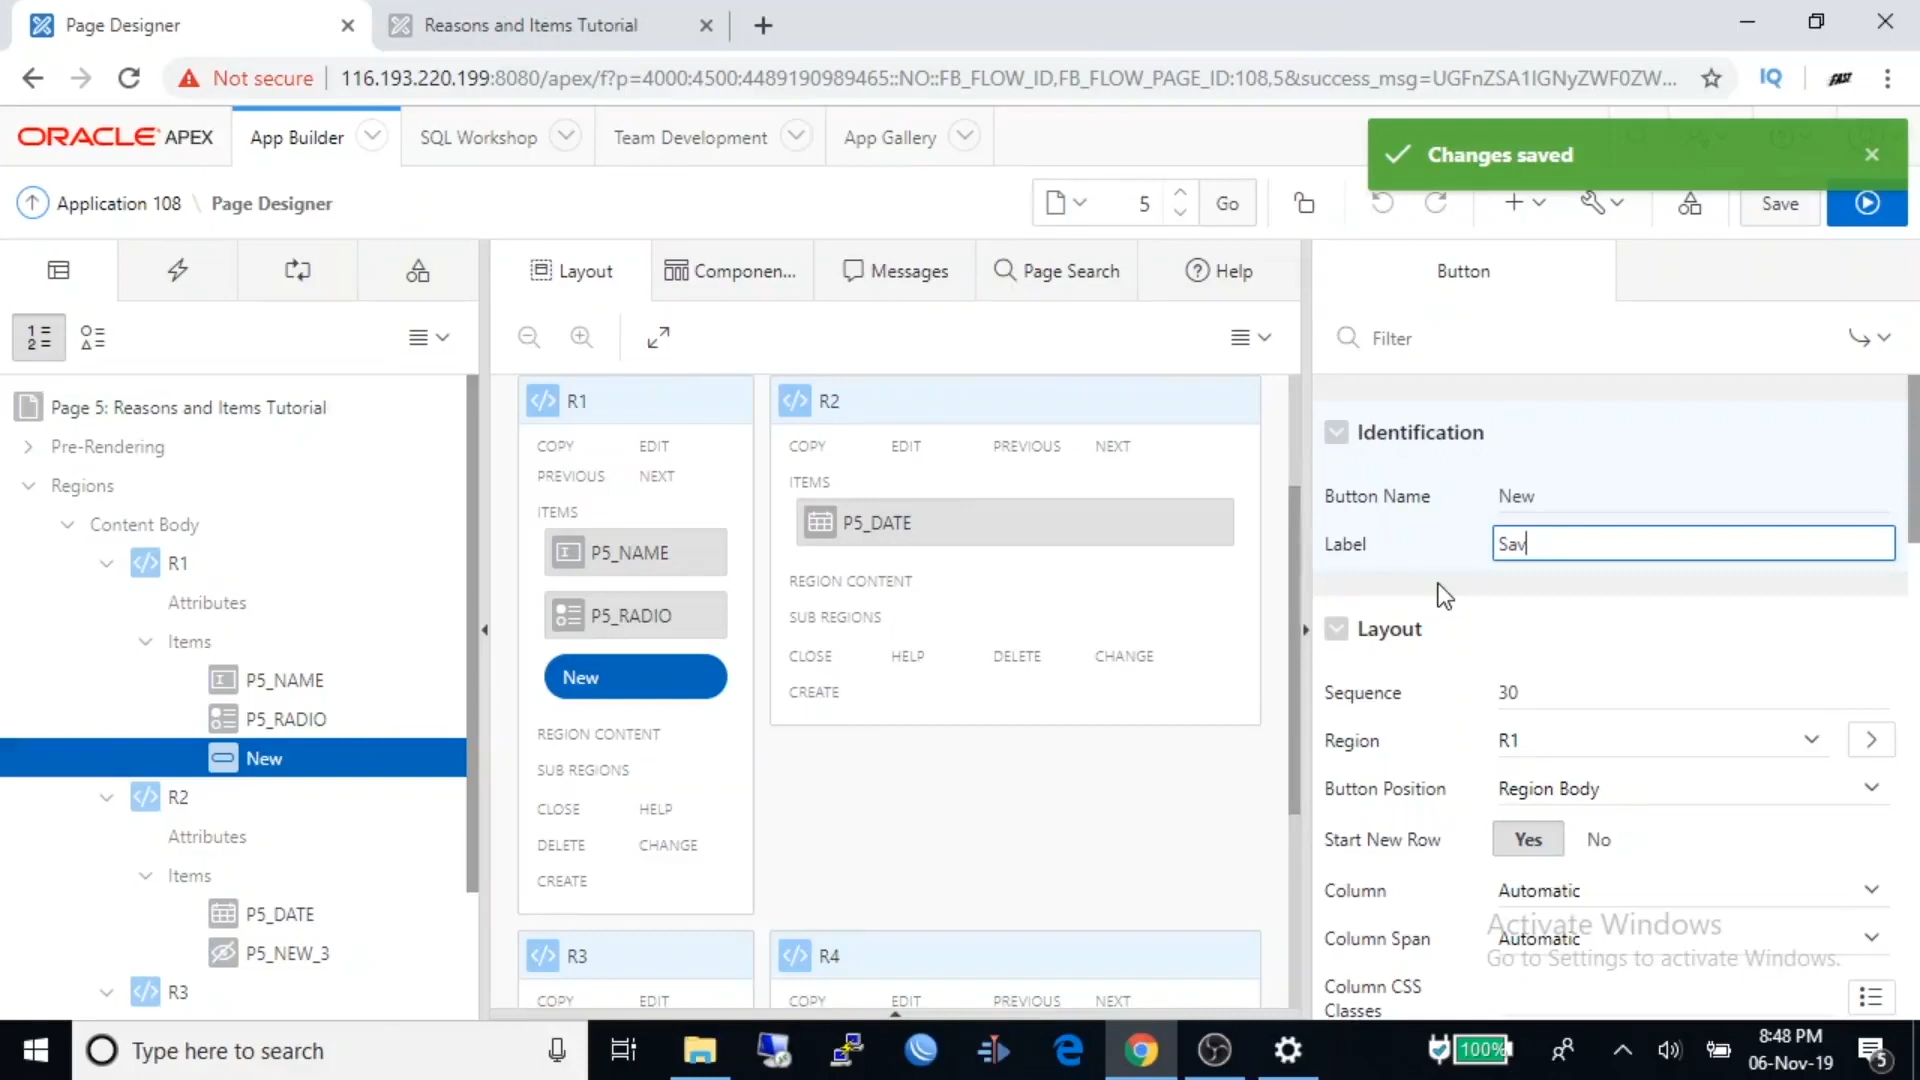 Page Designer
Reasons and Items Tutorial
Not secure
116.193.220.199:8080/apex/f?p=4000:4500:4489190989465::NO::FB_FLOW_ID,FB_FLOW_PAGE_ID:108,5&success_msg=UGFnZSA1IGNyZWF0ZW...
IQ
FAST
ORACLE APEX
App Builder
SQL Workshop
Team Development
App Gallery
Changes saved
Application 108 \ Page Designer
5
Go
Save
Layout
Componen...
Messages
Page Search
Help
Button
Filter
Page 5: Reasons and Items Tutorial
Pre-Rendering
Regions
Content Body
R1
Attributes
Items
P5_NAME
P5_RADIO
New
R2
Attributes
Items
P5_DATE
P5_NEW_3
R3
R1
COPY EDIT
PREVIOUS NEXT
ITEMS
P5_NAME
P5_RADIO
New
REGION CONTENT
SUB REGIONS
CLOSE HELP
DELETE CHANGE
CREATE
R2
COPY EDIT PREVIOUS NEXT
ITEMS
P5_DATE
REGION CONTENT
SUB REGIONS
CLOSE HELP DELETE CHANGE
CREATE
R3
COPY EDIT
R4
COPY EDIT PREVIOUS NEXT
Identification
Button Name New
Label Sav
Layout
Sequence 30
Region R1
Button Position Region Body
Start New Row Yes No
Column Automatic
Column Span Automatic
Column CSS
Classes
Activate Windows
Go to Settings to activate Windows.
Type here to search
100%
8:48 PM
06-Nov-19
5